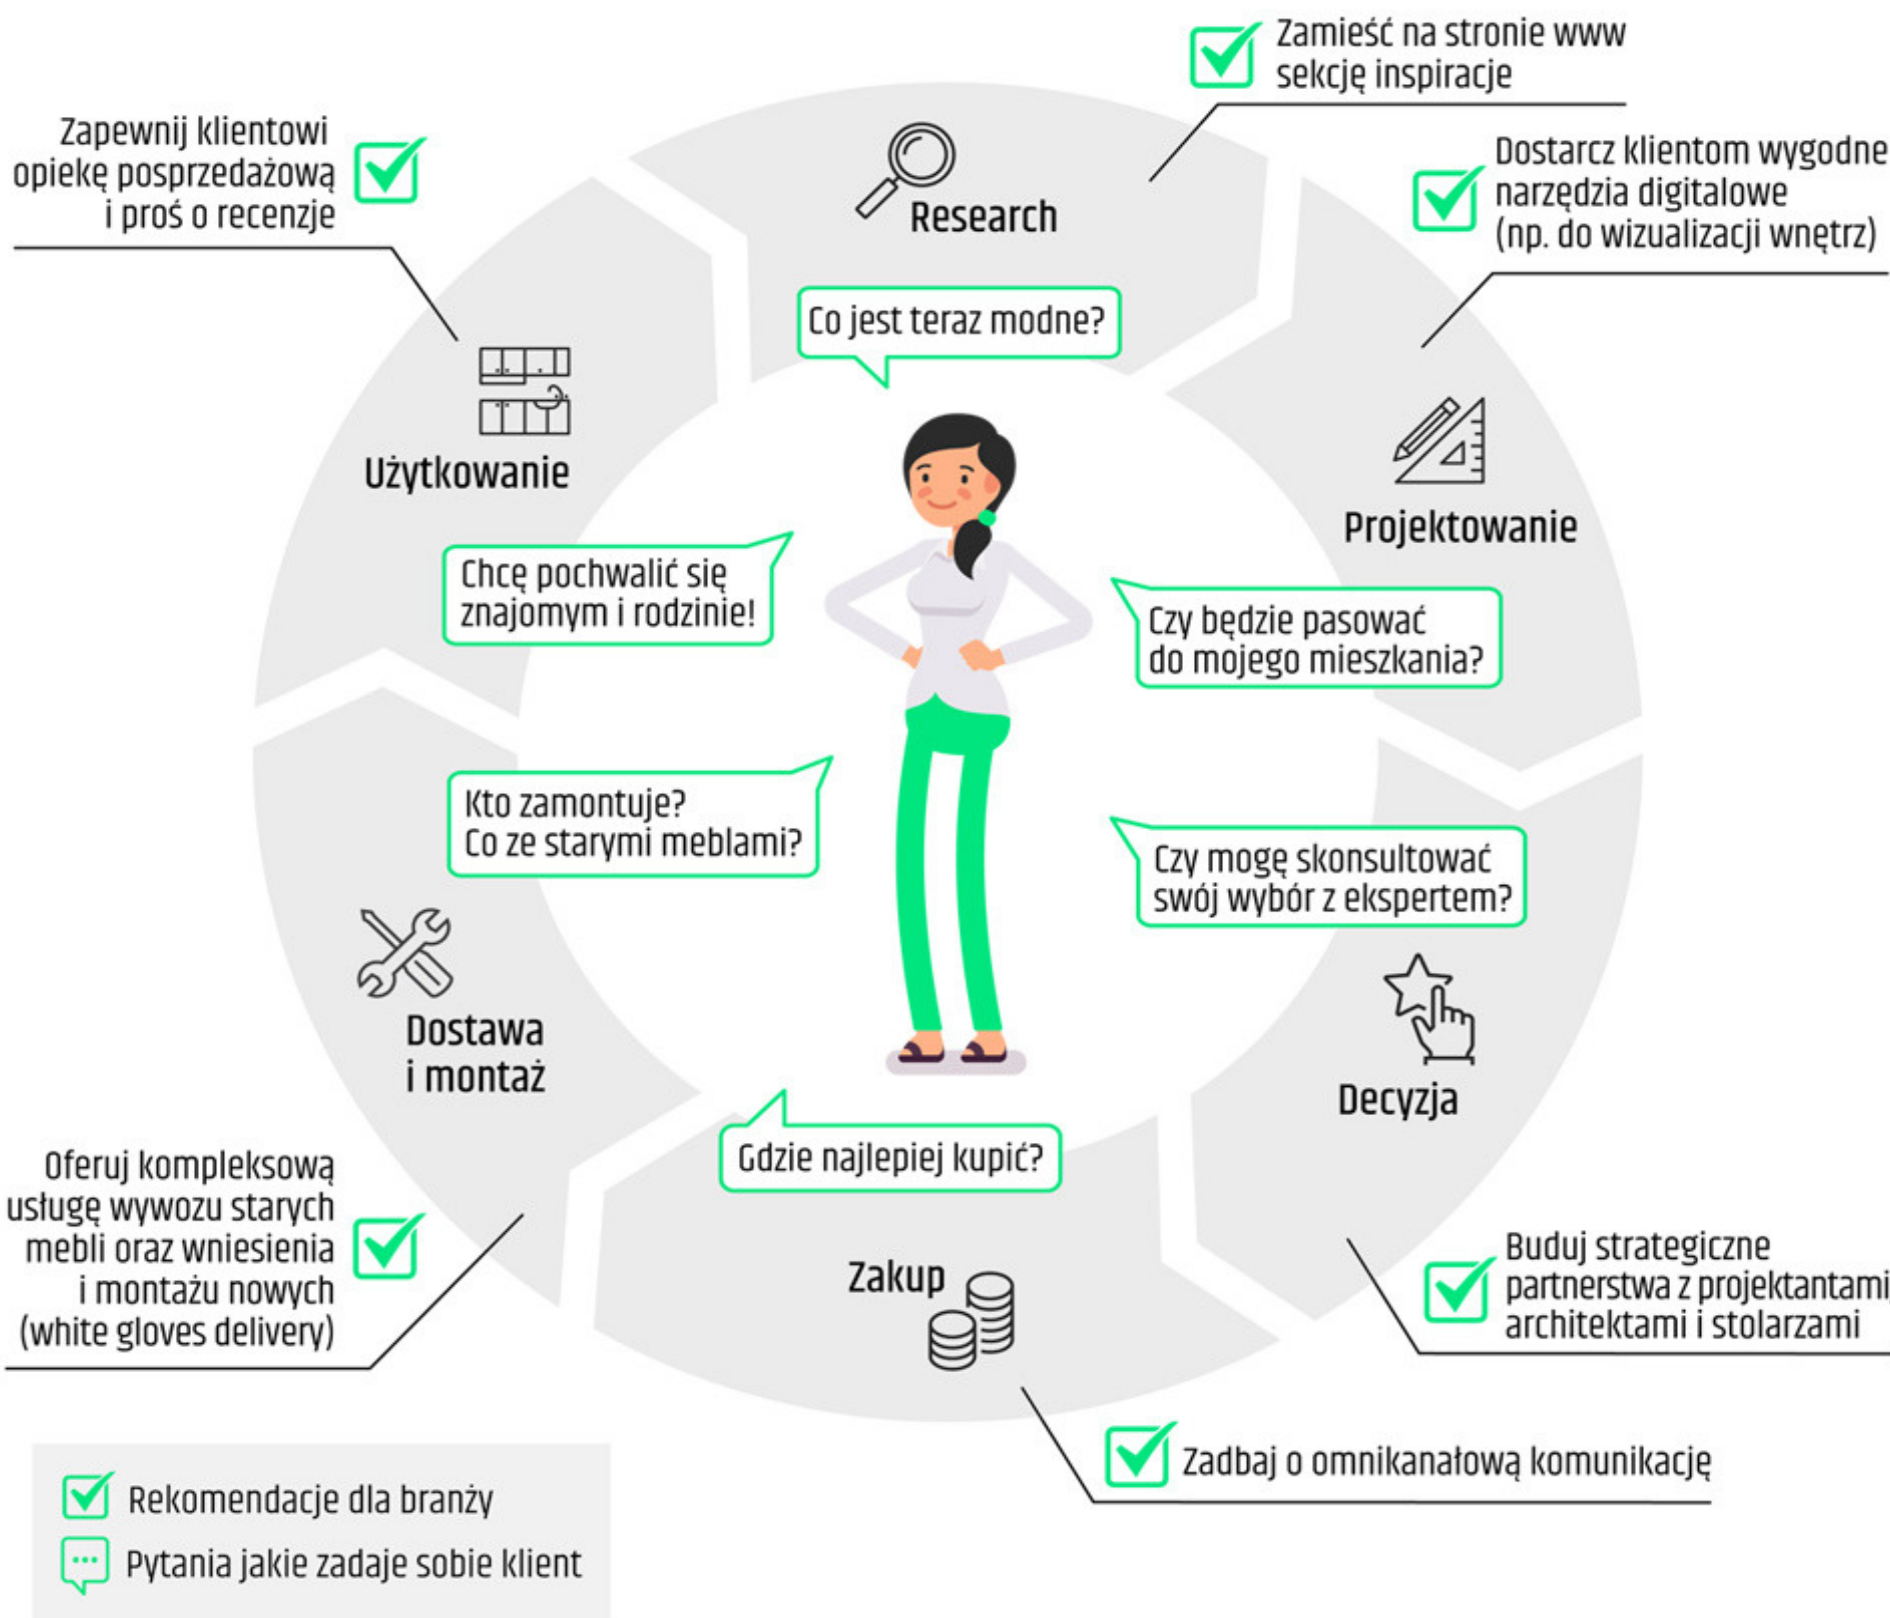 Zamieść na stronie www
sekcję inspiracje
Research
Co jest teraz modne?
Dostarcz klientom wygodne
narzędzia digitalowe
(np. do wizualizacji wnętrz)
Projektowanie
Czy będzie pasować
do mojego mieszkania?
Czy mogę skonsultować
swój wybór z ekspertem?
Decyzja
Buduj strategiczne
partnerstwa z projektantami
architektami i stolarzami
Gdzie najlepiej kupić?
Zakup
Zadbaj o omnikanałową komunikację
Kto zamontuje?
Co ze starymi meblami?
Dostawa
i montaż
Oferuj kompleksową
usługę wywozu starych
mebli oraz wniesienia
i montażu nowych
(white gloves delivery)
Zapewnij klientowi
opiekę posprzedażową
i proś o recenzje
Użytkowanie
Chcę pochwalić się
znajomym i rodzinie!
Rekomendacje dla branży
Pytania jakie zadaje sobie klient